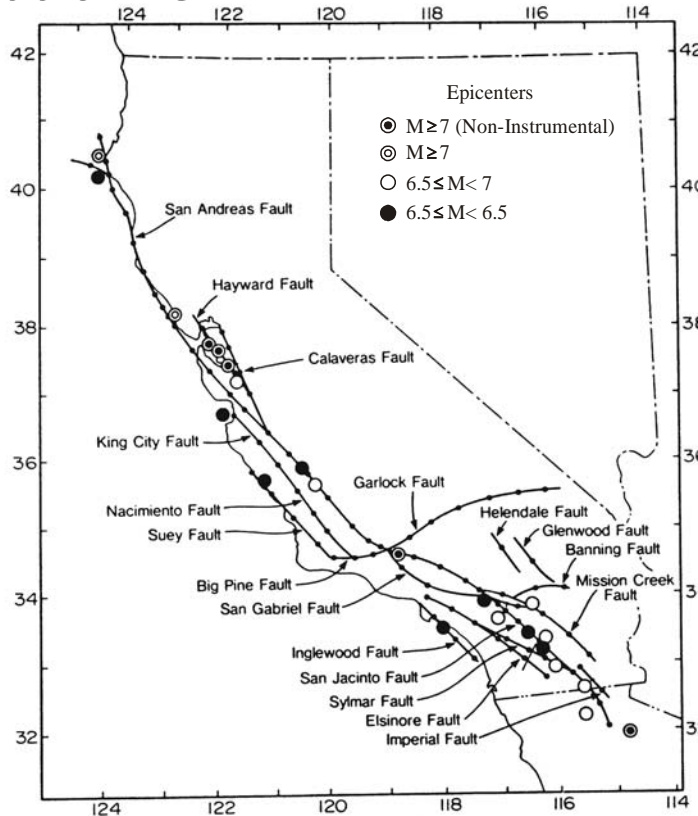 124 122 120 118 116 114
42 42
Epicenters
M≥7 (Non-Instrumental)
M≥7
6.5≤M<7
6.5≤M<6.5
40 40
San Andreas Fault
Hayward Fault
38 38
Calaveras Fault
King City Fault
36 36
Garlock Fault
Helendale Fault
Nacimiento Fault
Glenwood Fault
Suey Fault
Banning Fault
Big Pine Fault
Mission Creek
Fault
San Gabriel Fault
3
34
Inglewood Fault
San Jacinto Fault
Sylmar Fault
Elsinore Fault
Imperial Fault
32 3
124 122 120 118 116 114